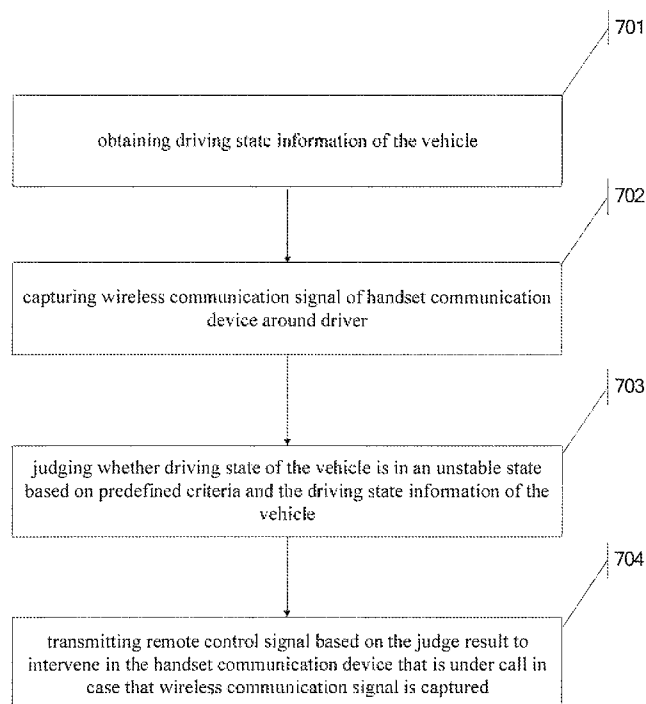 701
obtaining driving state information of the vehicle
702
capturing wireless communication signal of handset communication
device around driver
703
judging whether driving state of the vehicle is in an unstable state
based on predefined criteria and the driving state information of the
vehicle
704
transmitting remote control signal based on the judge result to
intervene in the handset communication device that is under call in
case that wireless communication signal is captured